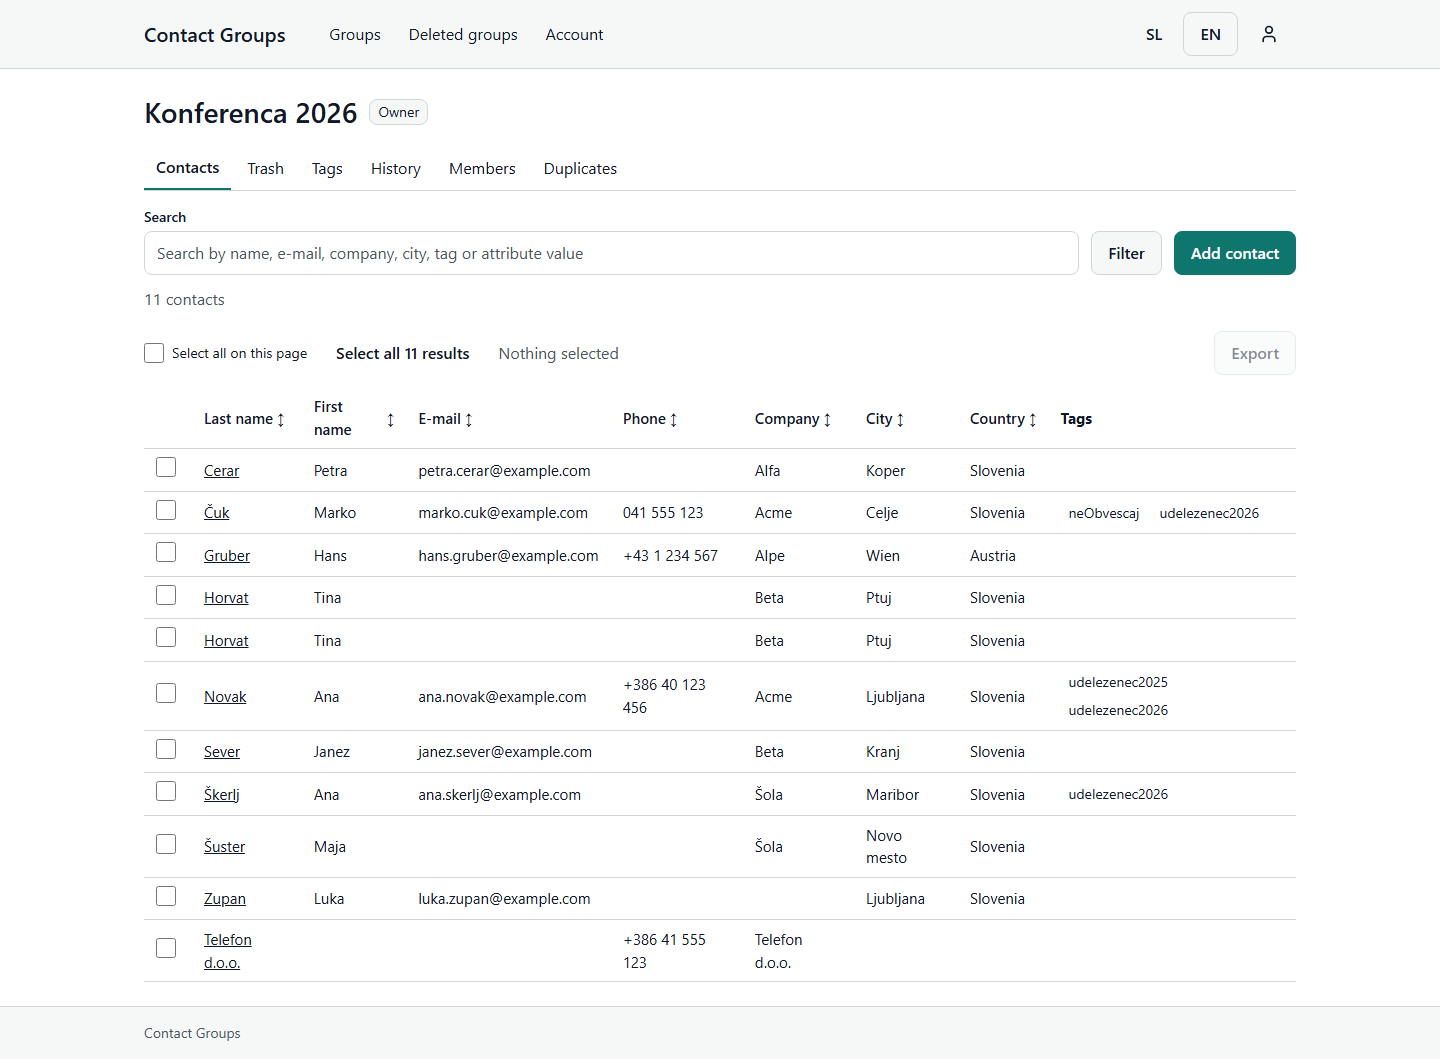 Contact Groups Groups Deleted groups Account SL EN
Konferenca 2026 Owner
Contacts Trash Tags History Members Duplicates
Search
Search by name, e-mail, company, city, tag or attribute value Filter Add contact
11 contacts
Select all on this page Select all 11 results Nothing selected Export
Last name First name E-mail Phone Company City Country Tags
Cerar Petra petra.cerar@example.com Alfa Koper Slovenia
Čuk Marko marko.cuk@example.com 041 555 123 Acme Celje Slovenia neObvescaj udelezenec2026
Gruber Hans hans.gruber@example.com +43 1 234 567 Alpe Wien Austria
Horvat Tina Beta Ptuj Slovenia
Horvat Tina Beta Ptuj Slovenia
Novak Ana ana.novak@example.com +386 40 123 456 Acme Ljubljana Slovenia udelezenec2025 udelezenec2026
Sever Janez janez.sever@example.com Beta Kranj Slovenia
Škerlj Ana ana.skerlj@example.com Šola Maribor Slovenia udelezenec2026
Šuster Maja Šola Novo mesto Slovenia
Zupan Luka luka.zupan@example.com Ljubljana Slovenia
Telefon d.o.o. +386 41 555 123 Telefon d.o.o.
Contact Groups